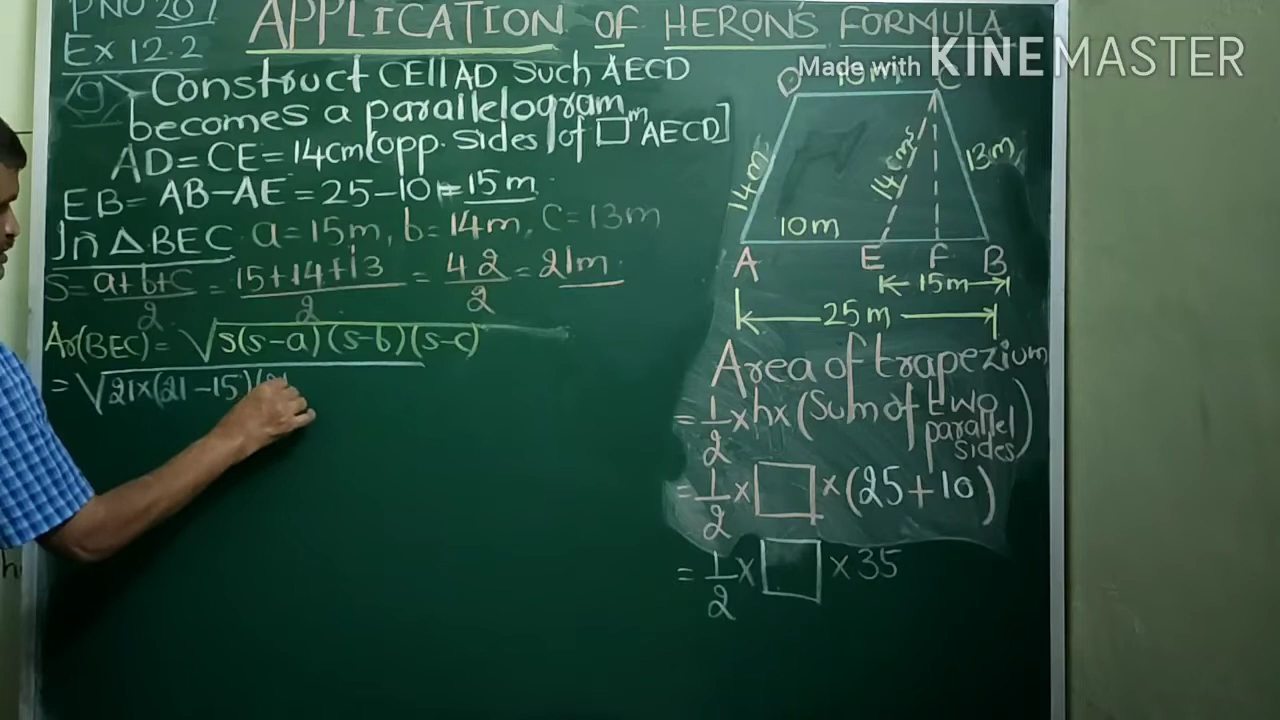 PNO 207
APPLICATION OF HERON'S FORMULA
Ex 12.2
Made with KINEMASTER
9> Construct CE||AD Such AECD
becomes a parallelogram
AD=CE=14cm(opp. sides of □m AECD]
EB= AB-AE=25-10=15m
In △BEC a=15m, b=14m, C=13m
S=a+b+c/2 = 15+14+13/2 = 42/2 = 21m
Ar(BEC)= √s(s-a)(s-b)(s-c)
= √21×(21-15)(21
D 10m C
14m
14cm
13m
10m
A E F B
15m
25m
Area of trapezium
=1/2×h×(Sum of two parallel sides)
=1/2×□×(25+10)
=1/2×□×35